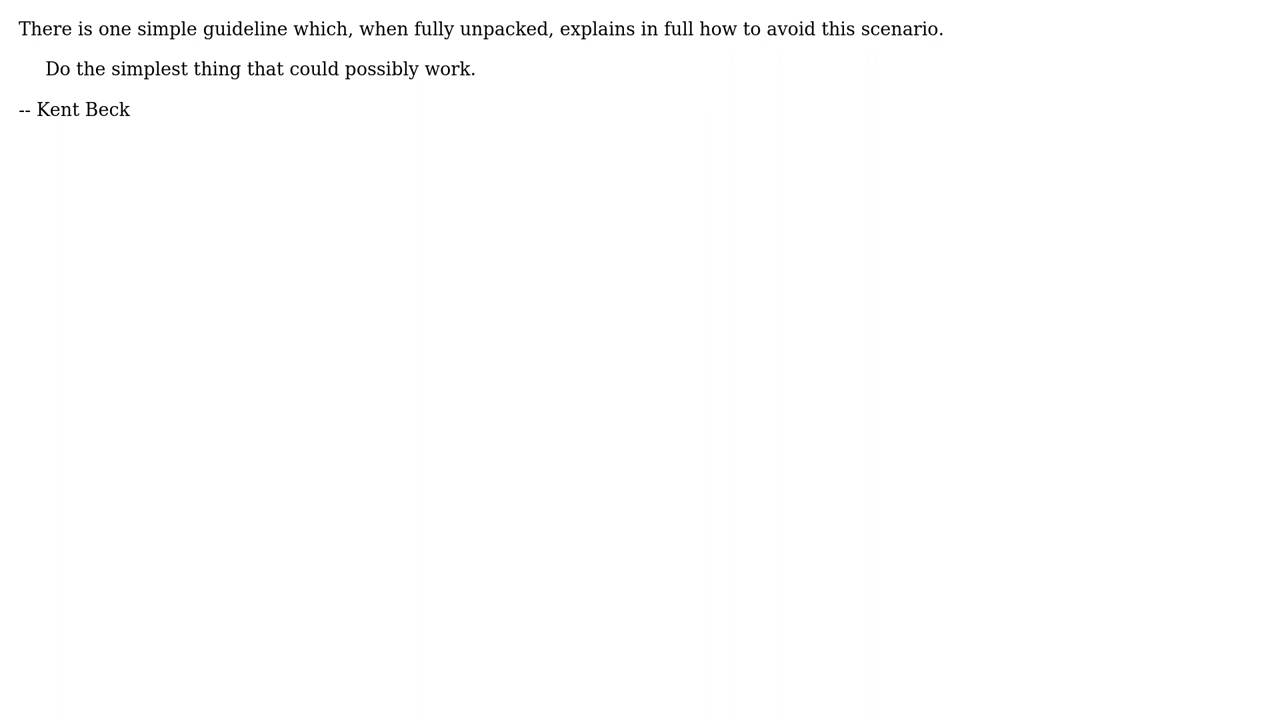 There is one simple guideline which, when fully unpacked, explains in full how to avoid this scenario.
Do the simplest thing that could possibly work.
-- Kent Beck